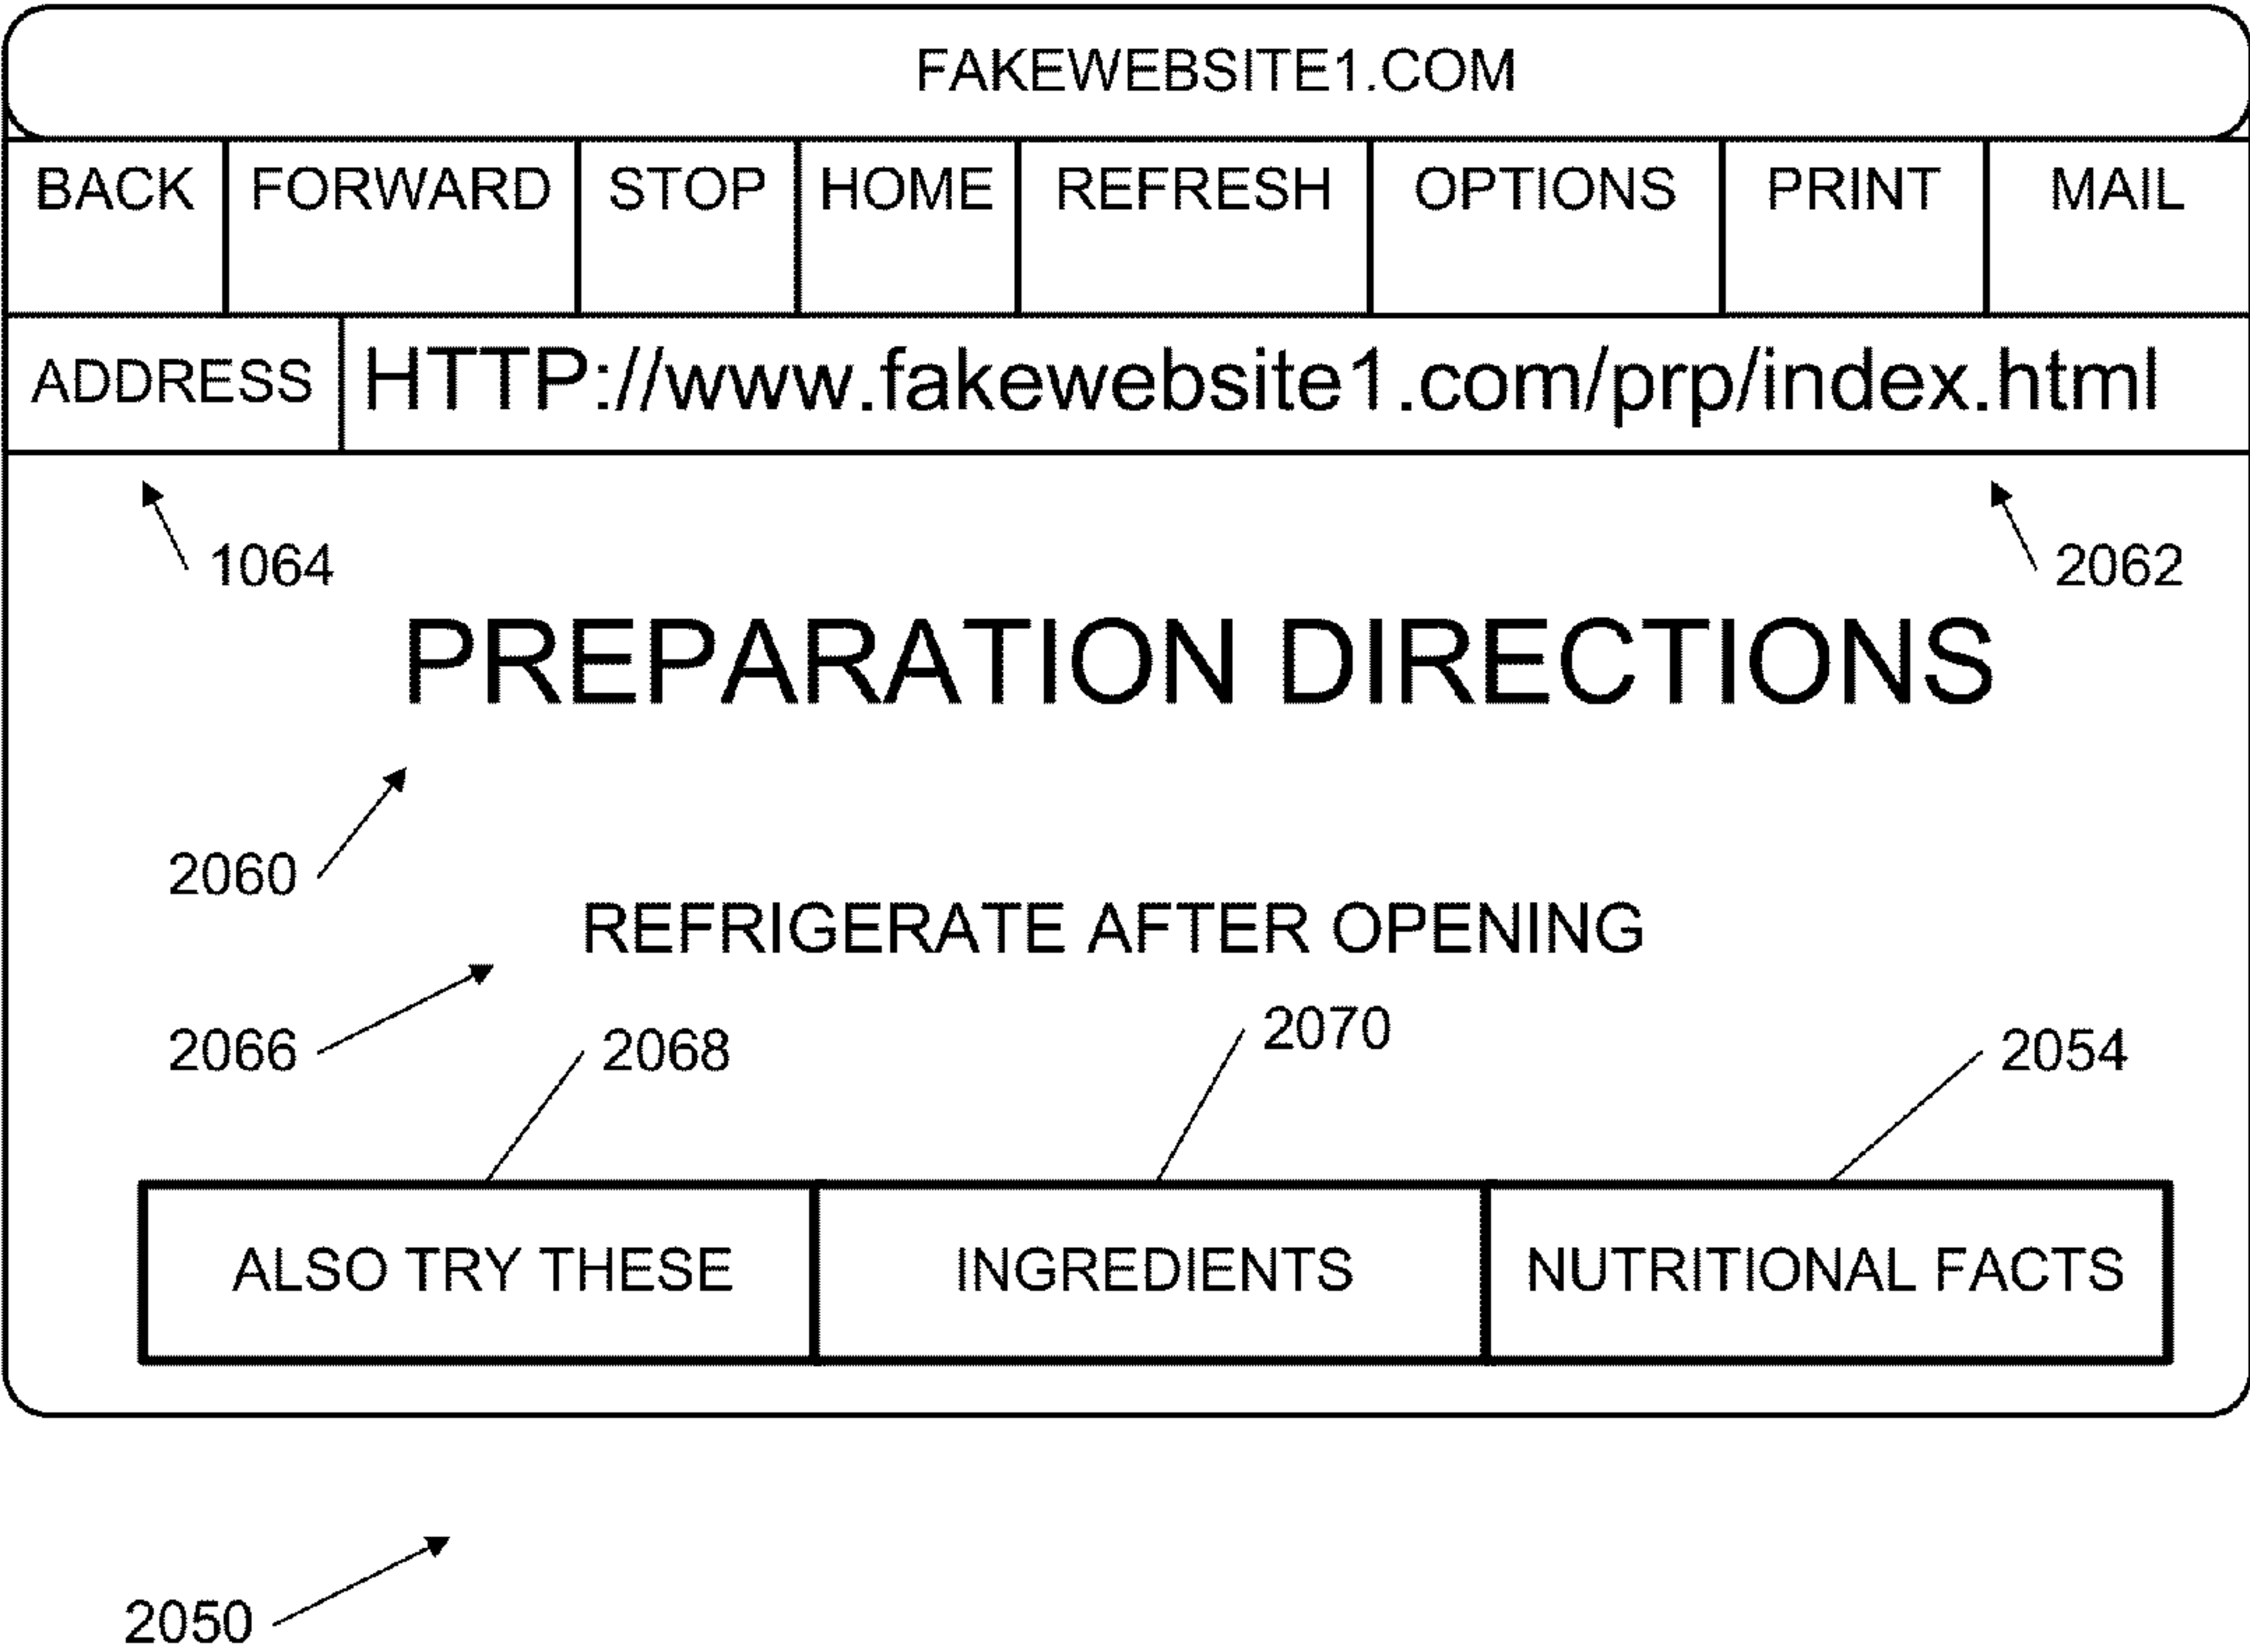 FAKEWEBSITE1.COM
BACK FORWARD STOP HOME REFRESH OPTIONS PRINT MAIL
ADDRESS HTTP://www.fakewebsite1.com/prp/index.html
1064 2062
PREPARATION DIRECTIONS
2060
REFRIGERATE AFTER OPENING
2066 2068 2070 2054
ALSO TRY THESE INGREDIENTS NUTRITIONAL FACTS
2050